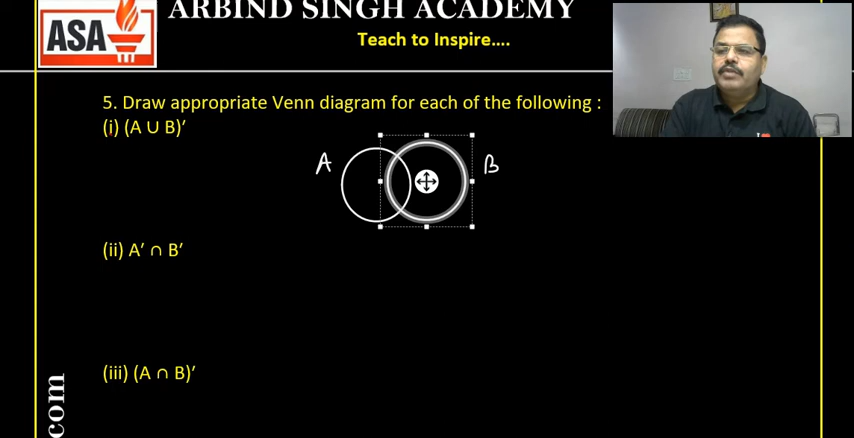 ARBIND SINGH ACADEMY
ASA
Teach to Inspire....
5. Draw appropriate Venn diagram for each of the following :
(i) (A ∪ B)′
A
B
(ii) A′ ∩ B′
(iii) (A ∩ B)′
com